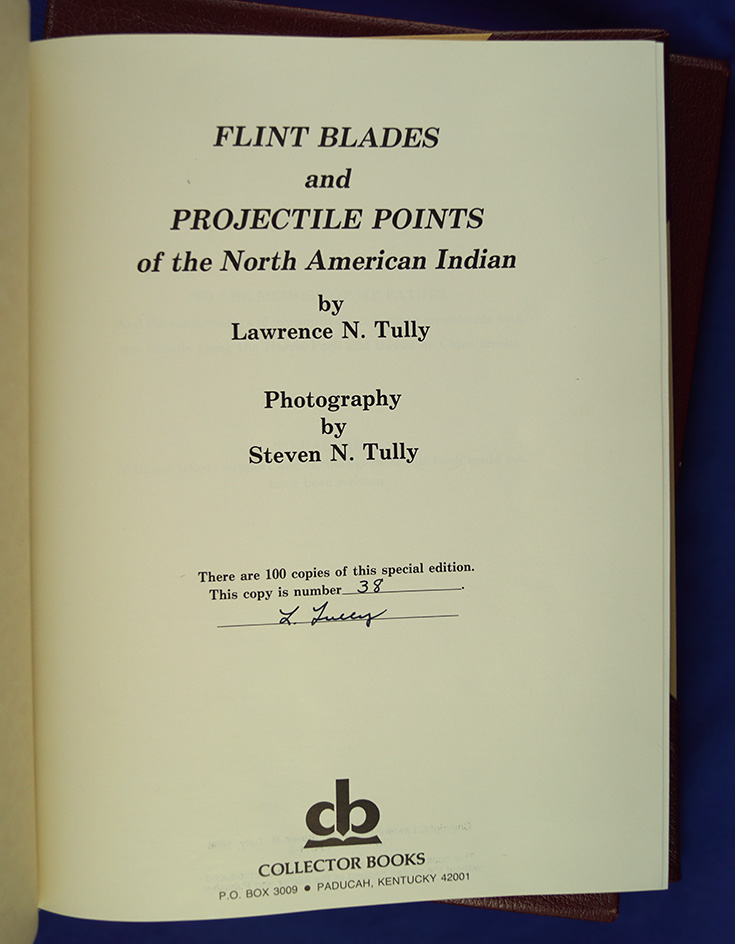 FLINT BLADES
and
PROJECTILE POINTS
of the North American Indian
by
Lawrence N. Tully
Photography
by
Steven N. Tully
There are 100 copies of this special edition.
This copy is number 38.
L. Tully
cb
COLLECTOR BOOKS
P.O. BOX 3009 ● PADUCAH, KENTUCKY 42001